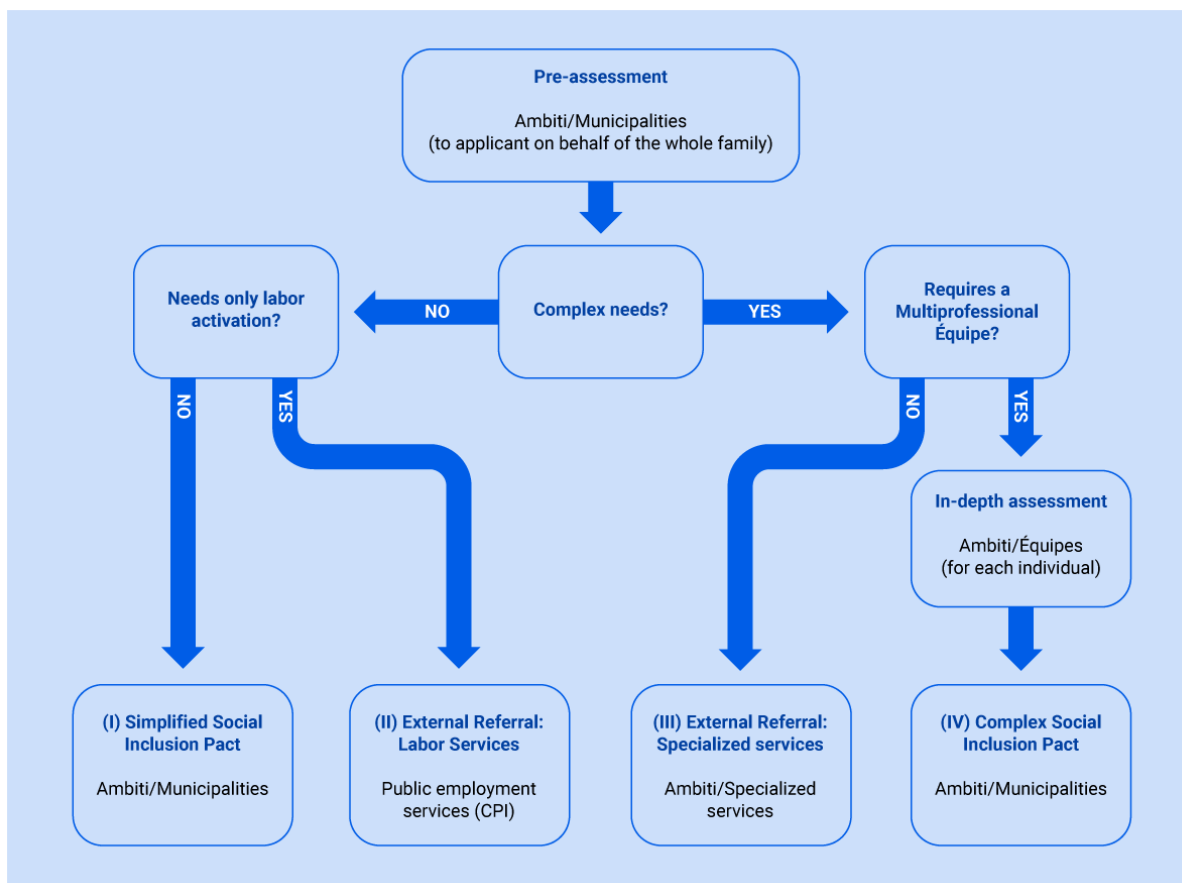 Pre-assessment
Ambiti/Municipalities
(to applicant on behalf of the whole family)
Needs only labor
activation?
NO
Complex needs?
YES
Requires a
Multiprofessional
Équipe?
NO
YES
NO
YES
In-depth assessment
Ambiti/Équipes
(for each individual)
(I) Simplified Social
Inclusion Pact
Ambiti/Municipalities
(II) External Referral:
Labor Services
Public employment
services (CPI)
(III) External Referral:
Specialized services
Ambiti/Specialized
services
(IV) Complex Social
Inclusion Pact
Ambiti/Municipalities